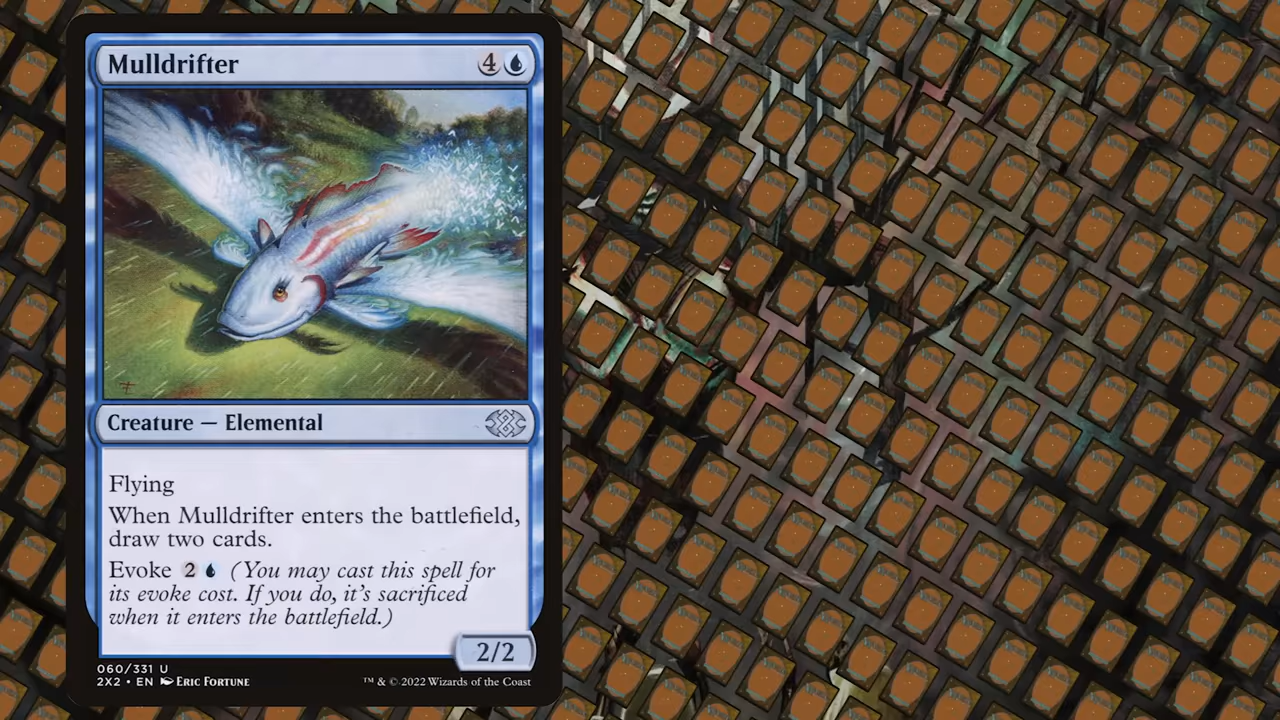 Mulldrifter 4
Creature — Elemental
Flying
When Mulldrifter enters the battlefield,
draw two cards.
Evoke 2 (You may cast this spell for
its evoke cost. If you do, it's sacrificed
when it enters the battlefield.)
2/2
060/331 U
2X2 • EN Eric Fortune ™ & © 2022 Wizards of the Coast